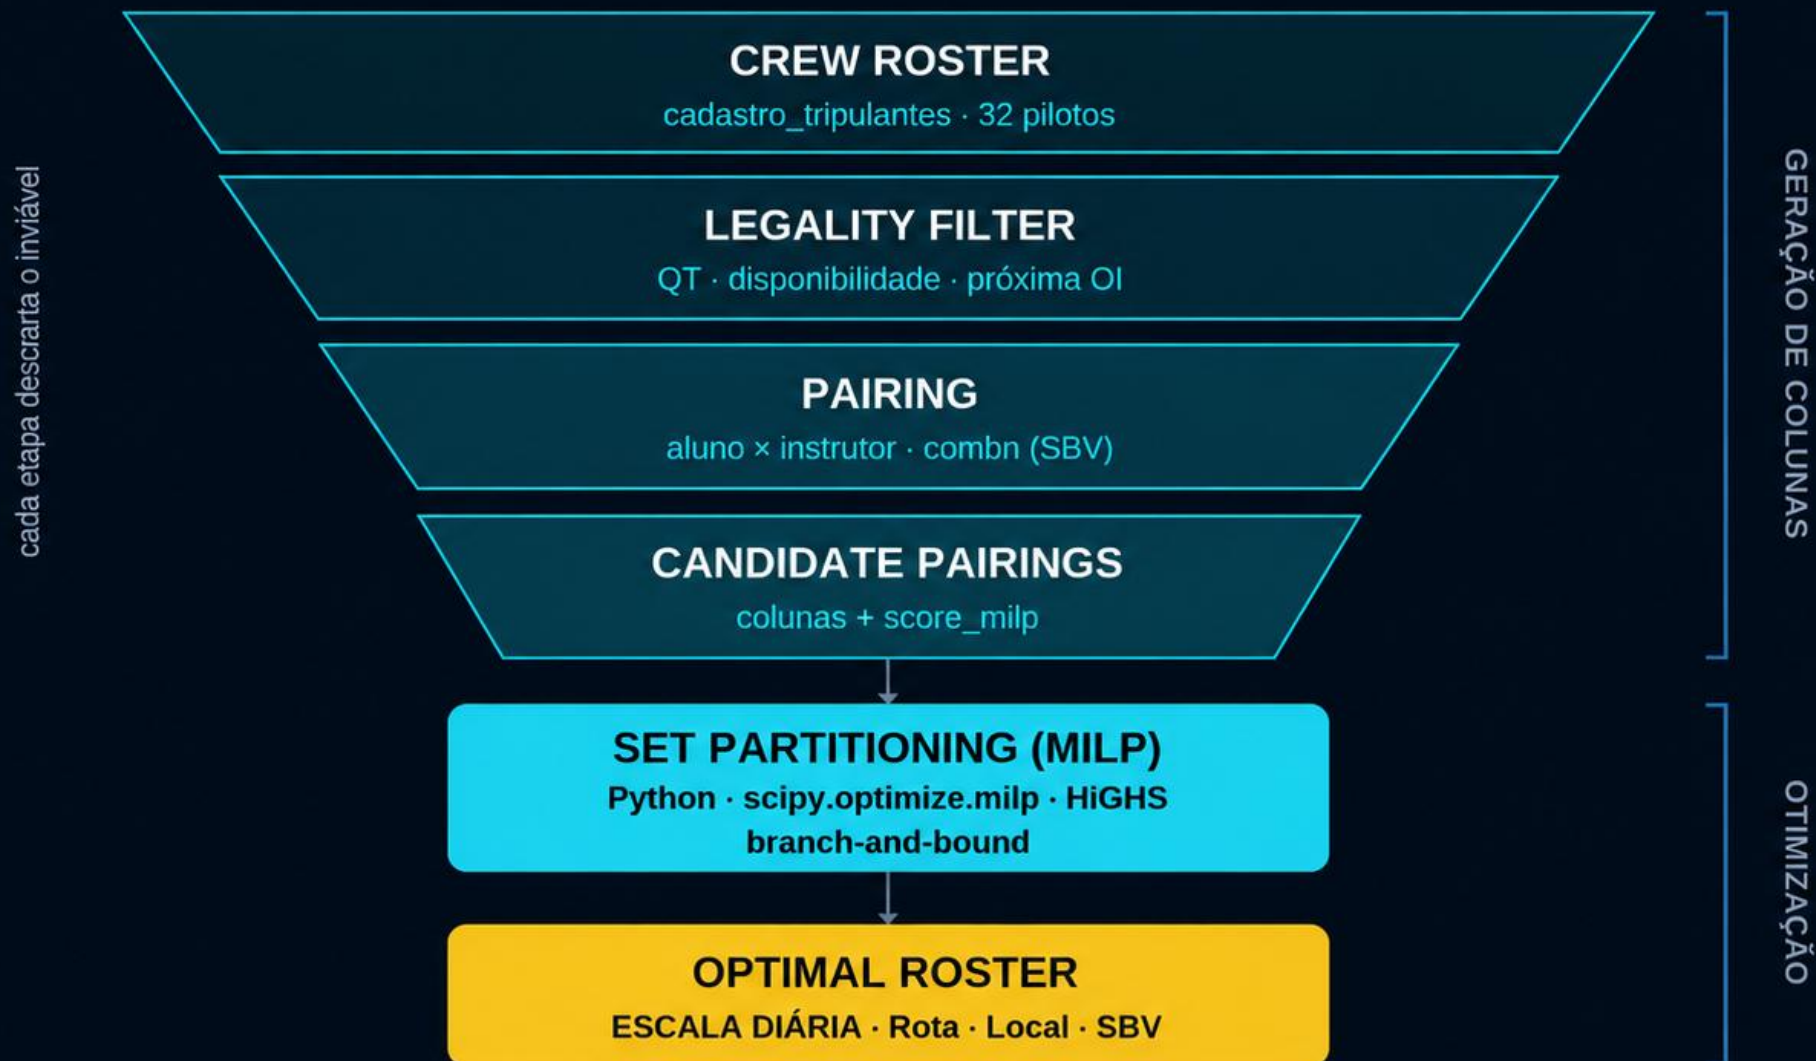 CREW ROSTER
cadastro_tripulantes · 32 pilotos
LEGALITY FILTER
QT · disponibilidade · próxima OI
PAIRING
aluno × instrutor · combn (SBV)
CANDIDATE PAIRINGS
colunas + score_milp
SET PARTITIONING (MILP)
Python · scipy.optimize.milp · HiGHS
branch-and-bound
OPTIMAL ROSTER
ESCALA DIÁRIA · Rota · Local · SBV
cada etapa descarta o inviável
GERAÇÃO DE COLUNAS
OTIMIZAÇÃO